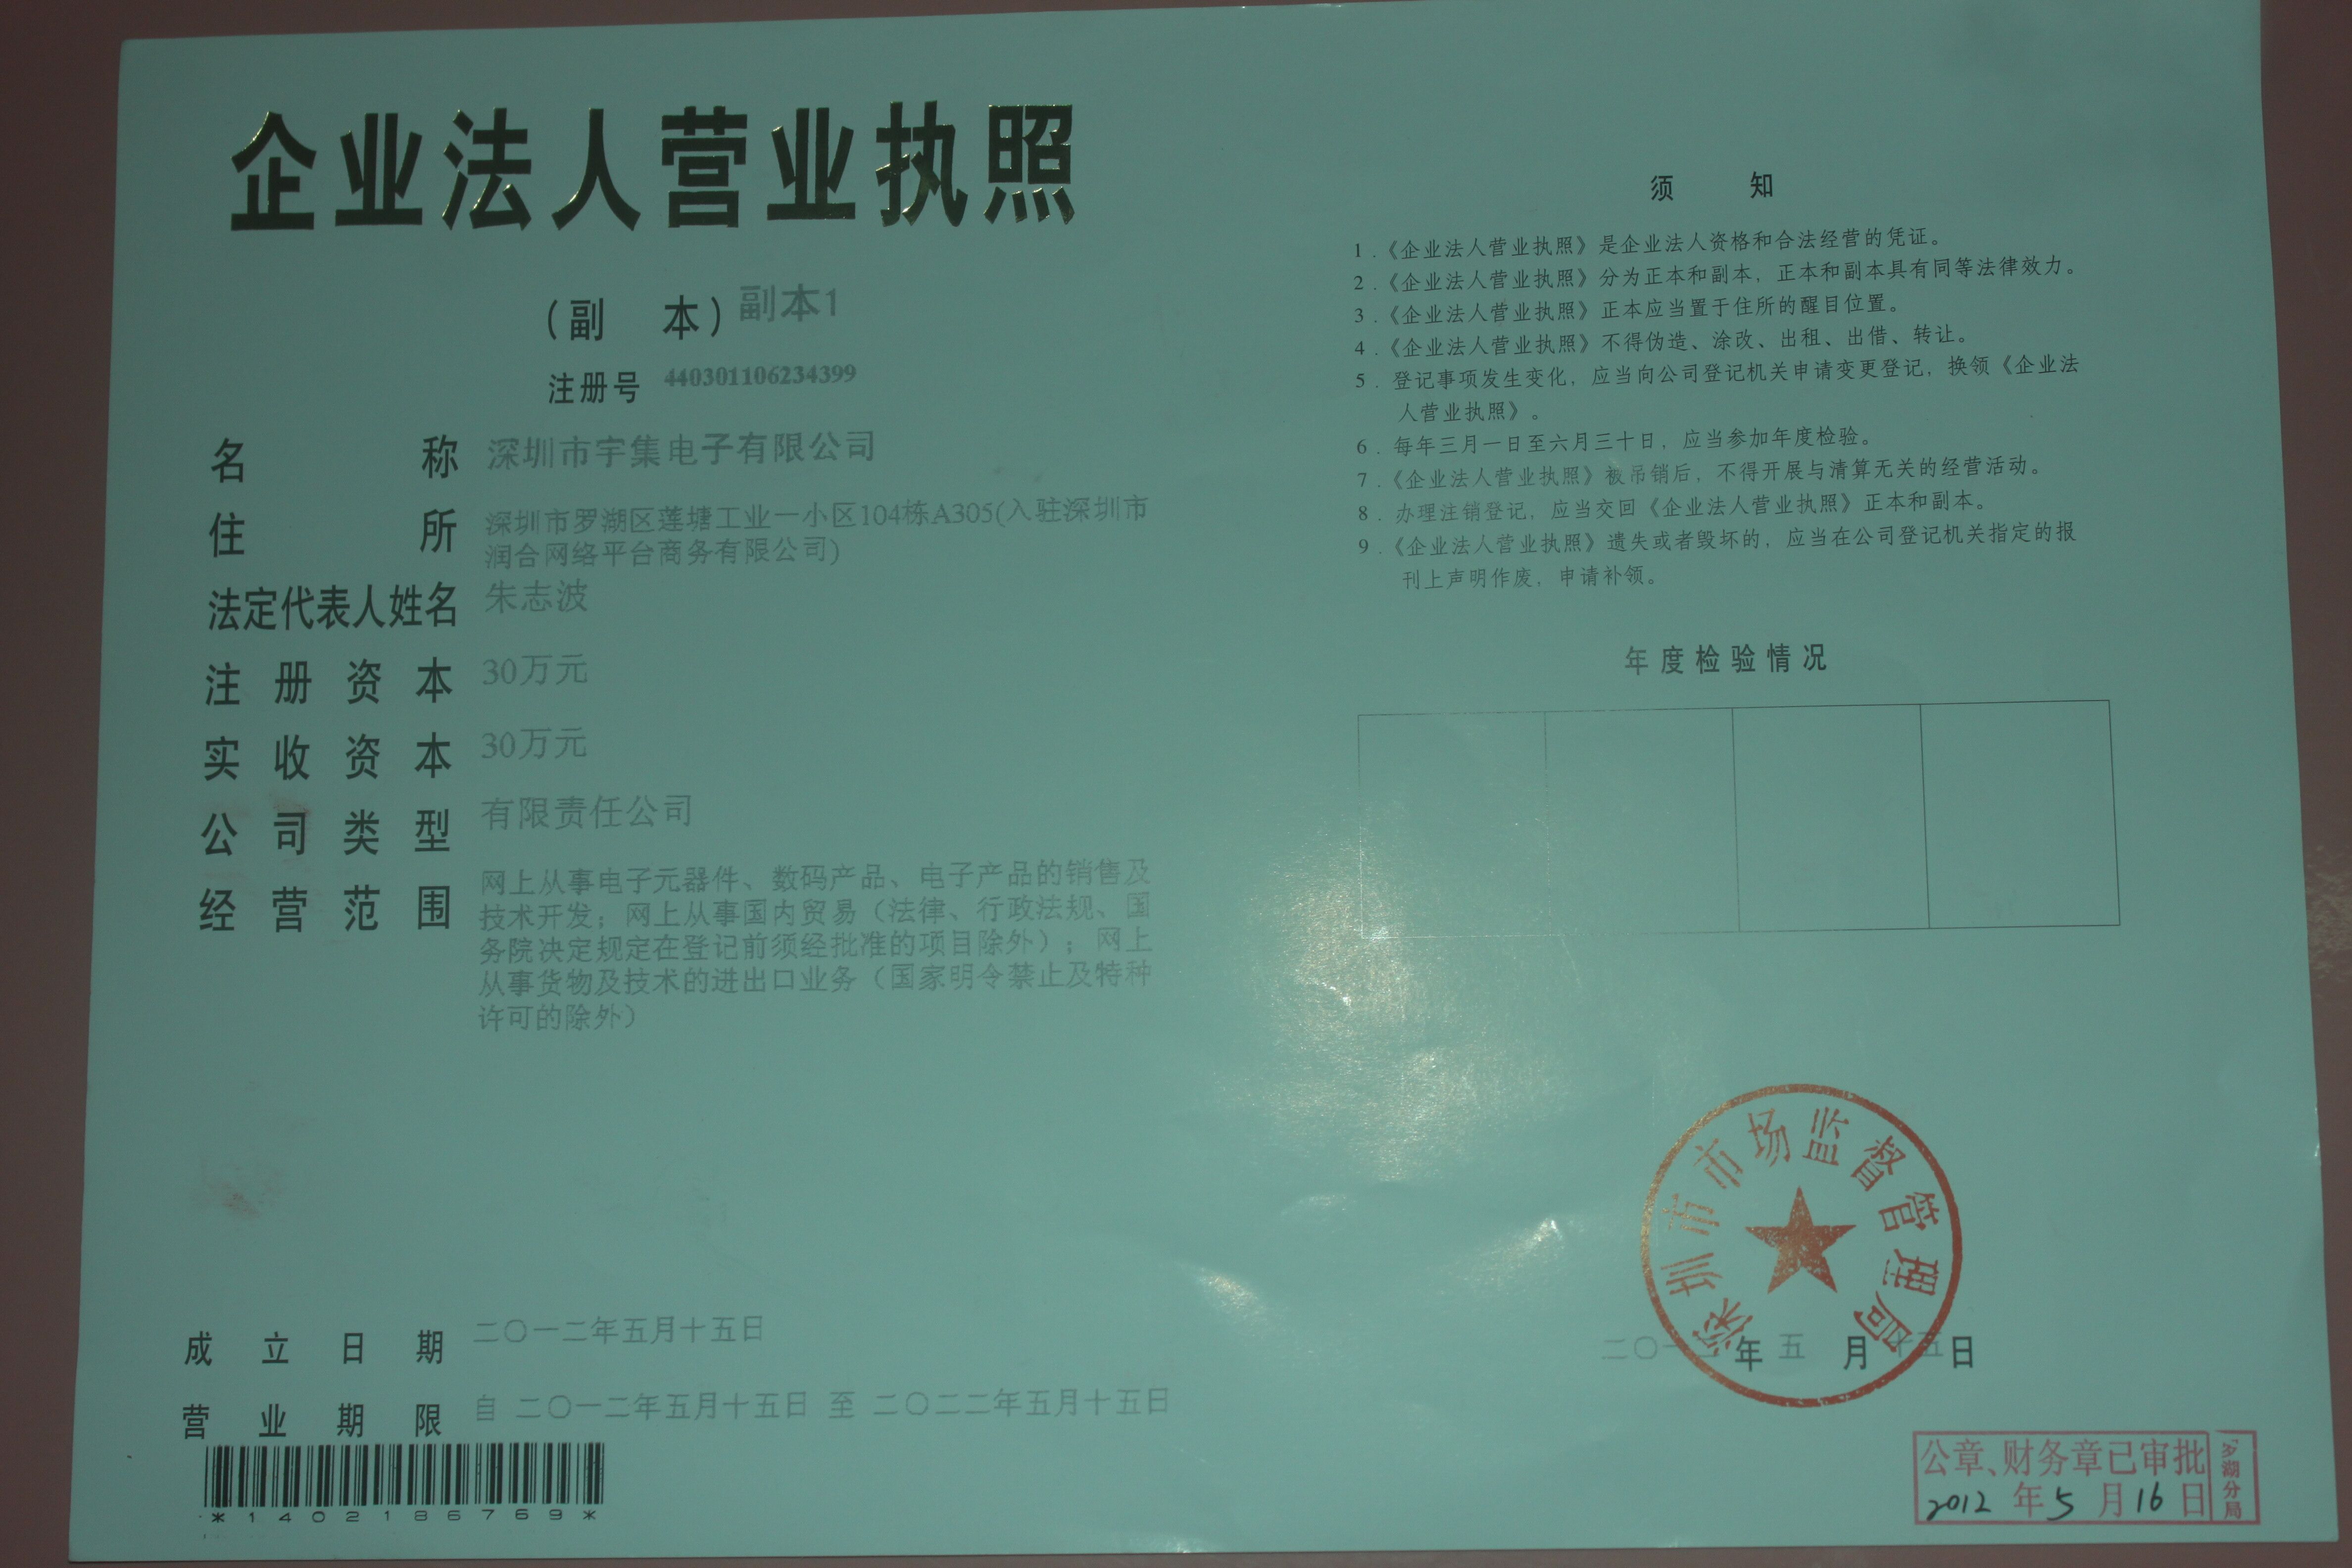 企业法人营业执照
（副 本）副本1
注册号 440301106234399
名 称 深圳市宇集电子有限公司
住 所 深圳市罗湖区莲塘工业一小区104栋A305(入驻深圳市
润合网络平台商务有限公司)
法定代表人姓名 朱志波
注册资本 30万元
实收资本 30万元
公司类型 有限责任公司
经营范围 网上从事电子元器件、数码产品、电子产品的销售及
技术开发；网上从事国内贸易（法律、行政法规、国
务院决定规定在登记前须经批准的项目除外）；网上
从事货物及技术的进出口业务（国家明令禁止及特种
许可的除外）
成立日期 二〇一二年五月十五日
营业期限 自 二〇一二年五月十五日 至 二〇二二年五月十五日
*1402186769*
须 知
1．《企业法人营业执照》是企业法人资格和合法经营的凭证。
2．《企业法人营业执照》分为正本和副本，正本和副本具有同等法律效力。
3．《企业法人营业执照》正本应当置于住所的醒目位置。
4．《企业法人营业执照》不得伪造、涂改、出租、出借、转让。
5．登记事项发生变化，应当向公司登记机关申请变更登记，换领《企业法
人营业执照》。
6．每年三月一日至六月三十日，应当参加年度检验。
7．《企业法人营业执照》被吊销后，不得开展与清算无关的经营活动。
8．办理注销登记，应当交回《企业法人营业执照》正本和副本。
9．《企业法人营业执照》遗失或者毁坏的，应当在公司登记机关指定的报
刊上声明作废，申请补领。
年度检验情况
深圳市市场监督管理局
二〇一二年五月十五日
公章、财务章已审批
2012年5月16日
罗湖分局